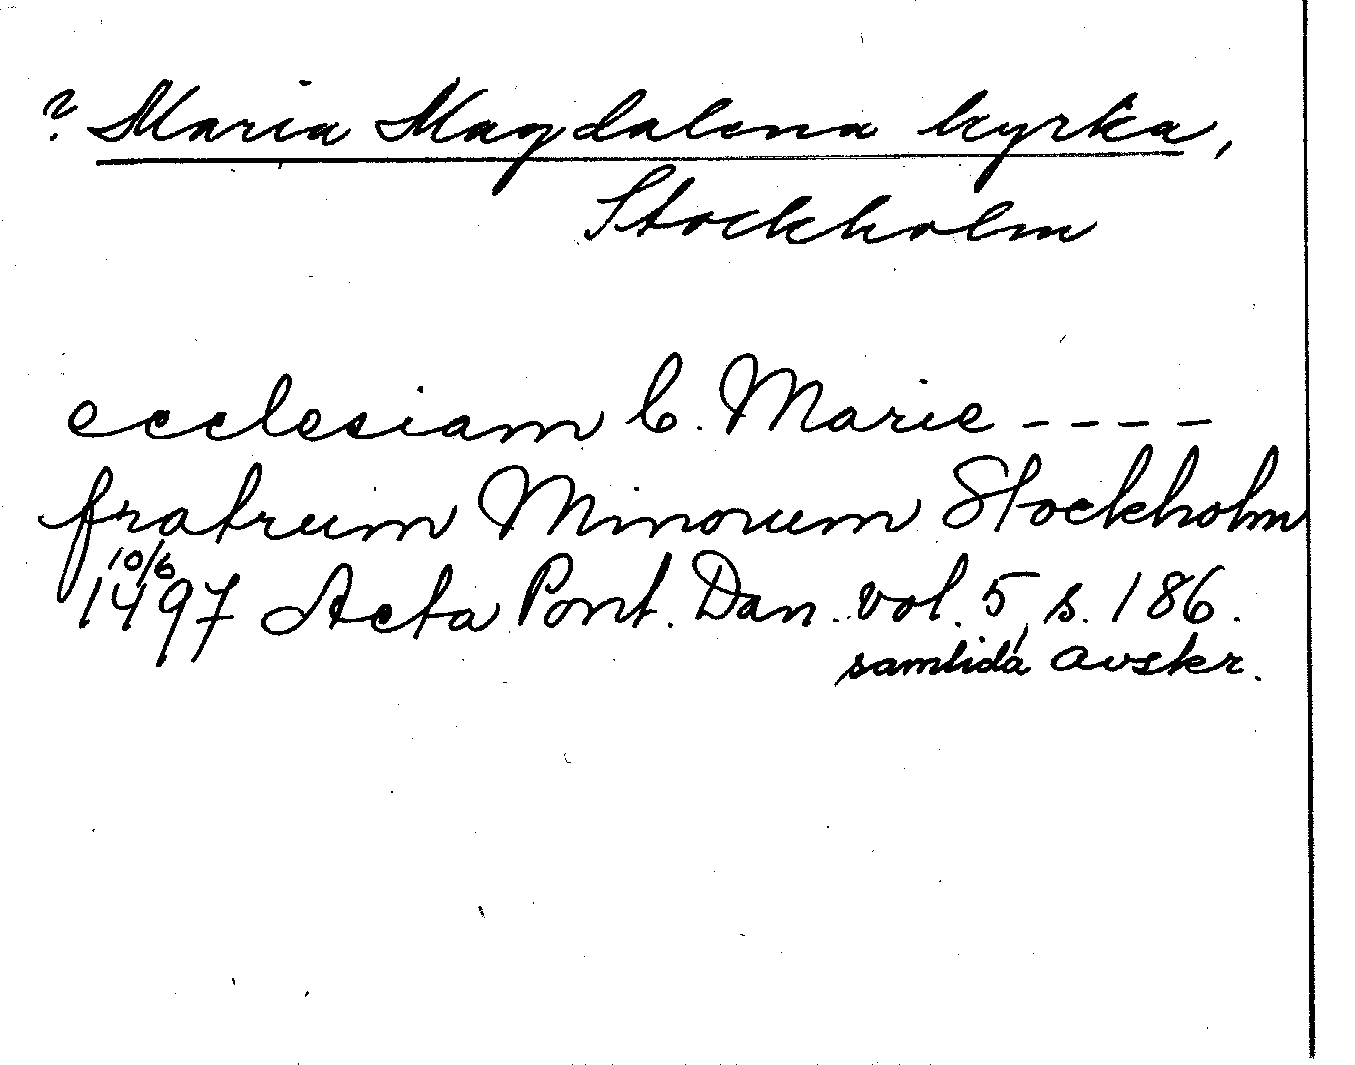 ? Maria Magdalena kyrka,
Stockholm
ecclesiam b. Marie ----
fratrum Minorum Stockholm
10/6
1497 Acta Pont. Dan. vol. 5, s. 186.
samtida avskr.